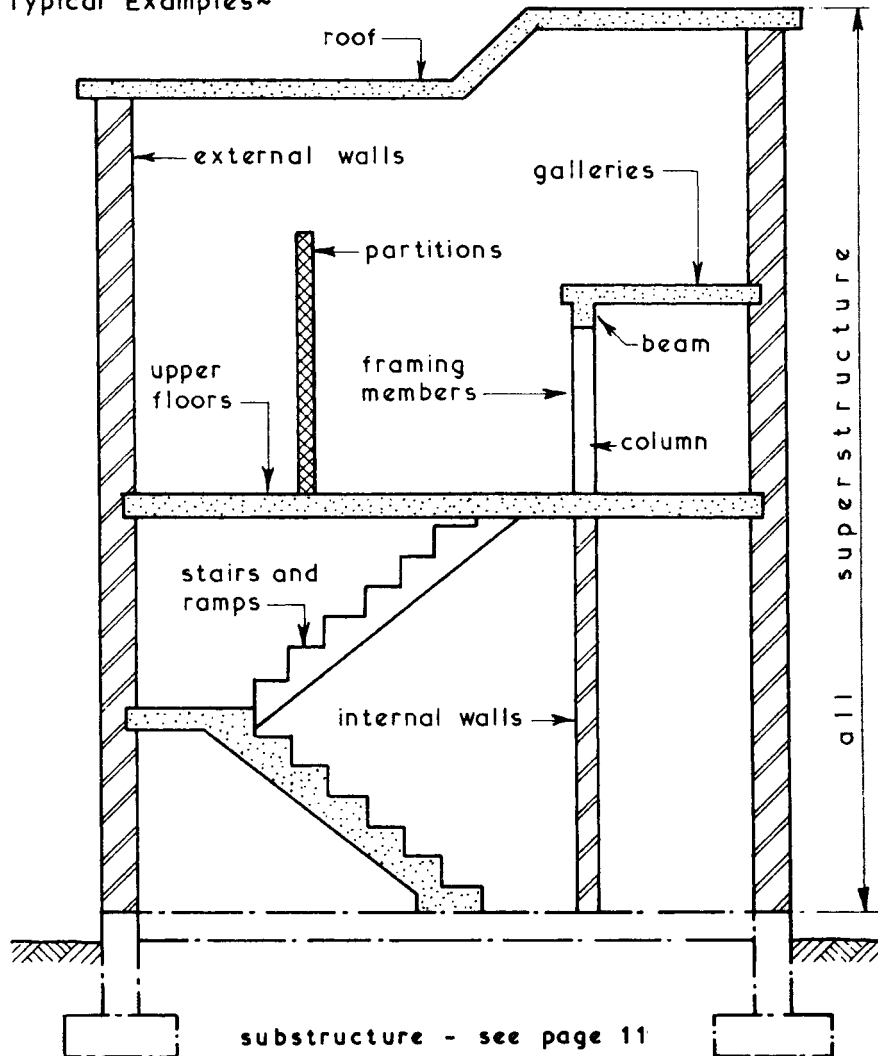 Typical Examples~
roof
external walls
galleries
partitions
beam
upper
floors
framing
members
column
stairs and
ramps
internal walls
all superstructure
substructure - see page 11